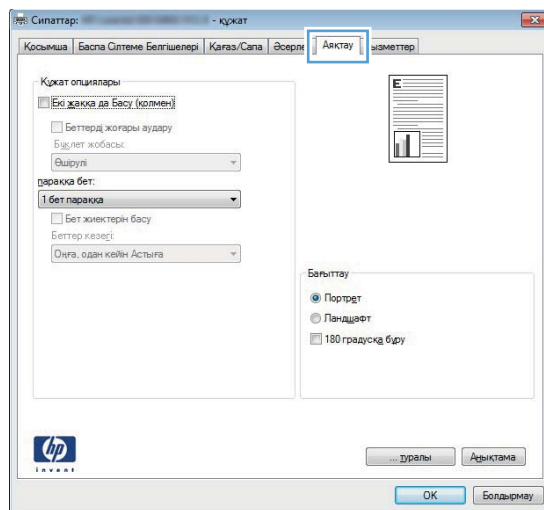 Сипаттар: - құжат
Қосымша Баспа Сілтеме Белгішелері Қағаз/Сапа Әсерле Аяқтау ызметтер
Құжат опциялары
Екі жаққа да Басу (қолмен)
Беттерді жоғары аудару
Буклет жобасы:
Өшірулі
параққа бет:
1 бет параққа
Бет жиектерін басу
Беттер кезегі:
Оңға, одан кейін Астыға
E
Бағыттау
Портрет
Ландшафт
180 градусқа бұру
hp
invent
... туралы Анықтама
OK Болдырмау